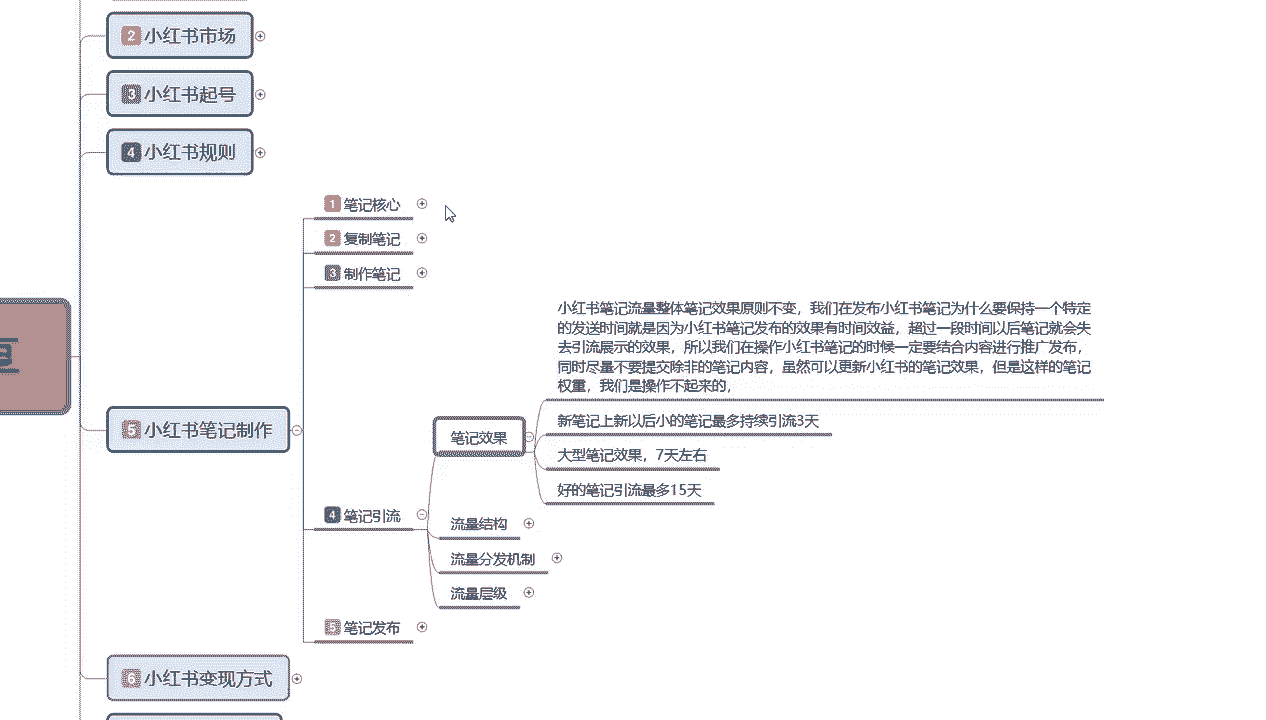 2 小红书市场
3 小红书起号
4 小红书规则
1 笔记核心
2 复制笔记
3 制作笔记
小红书笔记流量整体笔记效果原则不变，我们在发布小红书笔记为什么要保持一个特定
的发送时间就是因为小红书笔记发布的效果有时间效益，超过一段时间以后笔记就会失
去引流展示的效果，所以我们在操作小红书笔记的时候一定要结合内容进行推广发布，
同时尽量不要提交除非的笔记内容，虽然可以更新小红书的笔记效果，但是这样的笔记
权重，我们是操作不起来的，
5 小红书笔记制作
笔记效果
新笔记上新以后小的笔记最多持续引流3天
大型笔记效果，7天左右
好的笔记引流最多15天
4 笔记引流
流量结构
流量分发机制
流量层级
5 笔记发布
6 小红书变现方式